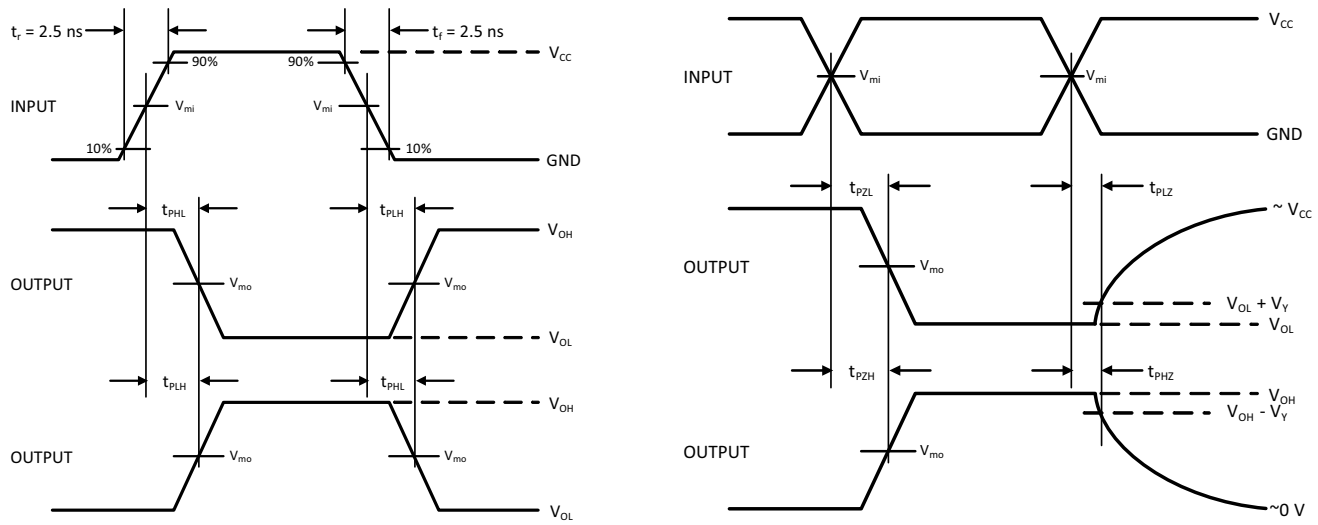 tr = 2.5 ns
tf = 2.5 ns
VCC
90%
90%
INPUT
Vmi
Vmi
10%
10%
GND
tPHL
tPLH
VOH
OUTPUT
Vmo
Vmo
VOL
tPLH
tPHL
VOH
OUTPUT
Vmo
Vmo
VOL
VCC
INPUT
Vmi
Vmi
GND
tPZL
tPLZ
~ VCC
OUTPUT
Vmo
VOL + VY
VOL
tPZH
tPHZ
VOH
VOH - VY
OUTPUT
Vmo
~0 V